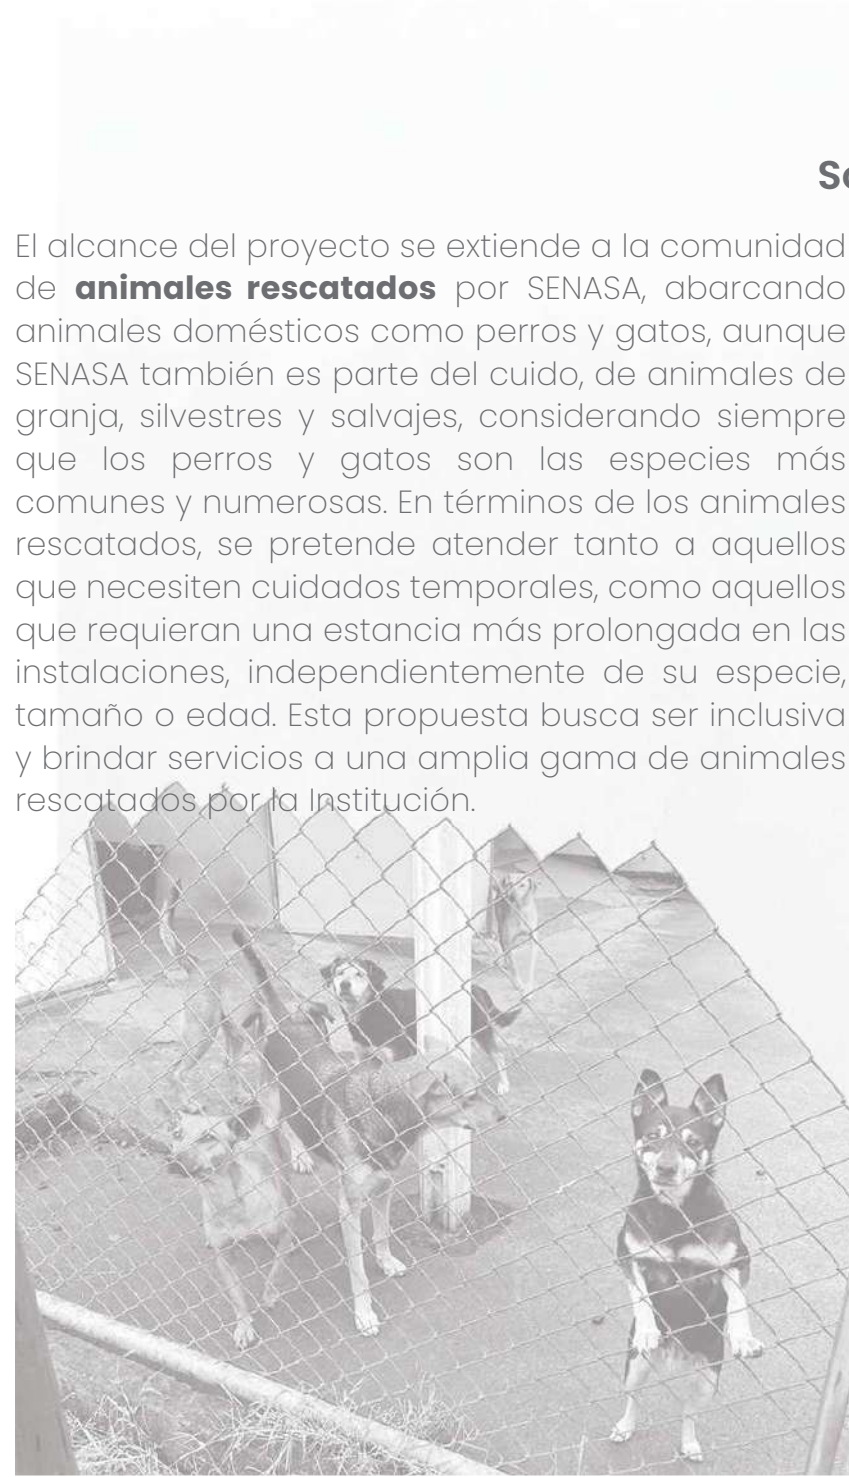 El alcance del proyecto se extiende a la comunidad
de animales rescatados por SENASA, abarcando
animales domésticos como perros y gatos, aunque
SENASA también es parte del cuido, de animales de
granja, silvestres y salvajes, considerando siempre
que los perros y gatos son las especies más
comunes y numerosas. En términos de los animales
rescatados, se pretende atender tanto a aquellos
que necesiten cuidados temporales, como aquellos
que requieran una estancia más prolongada en las
instalaciones, independientemente de su especie,
tamaño o edad. Esta propuesta busca ser inclusiva
y brindar servicios a una amplia gama de animales
rescatados por la Institución.